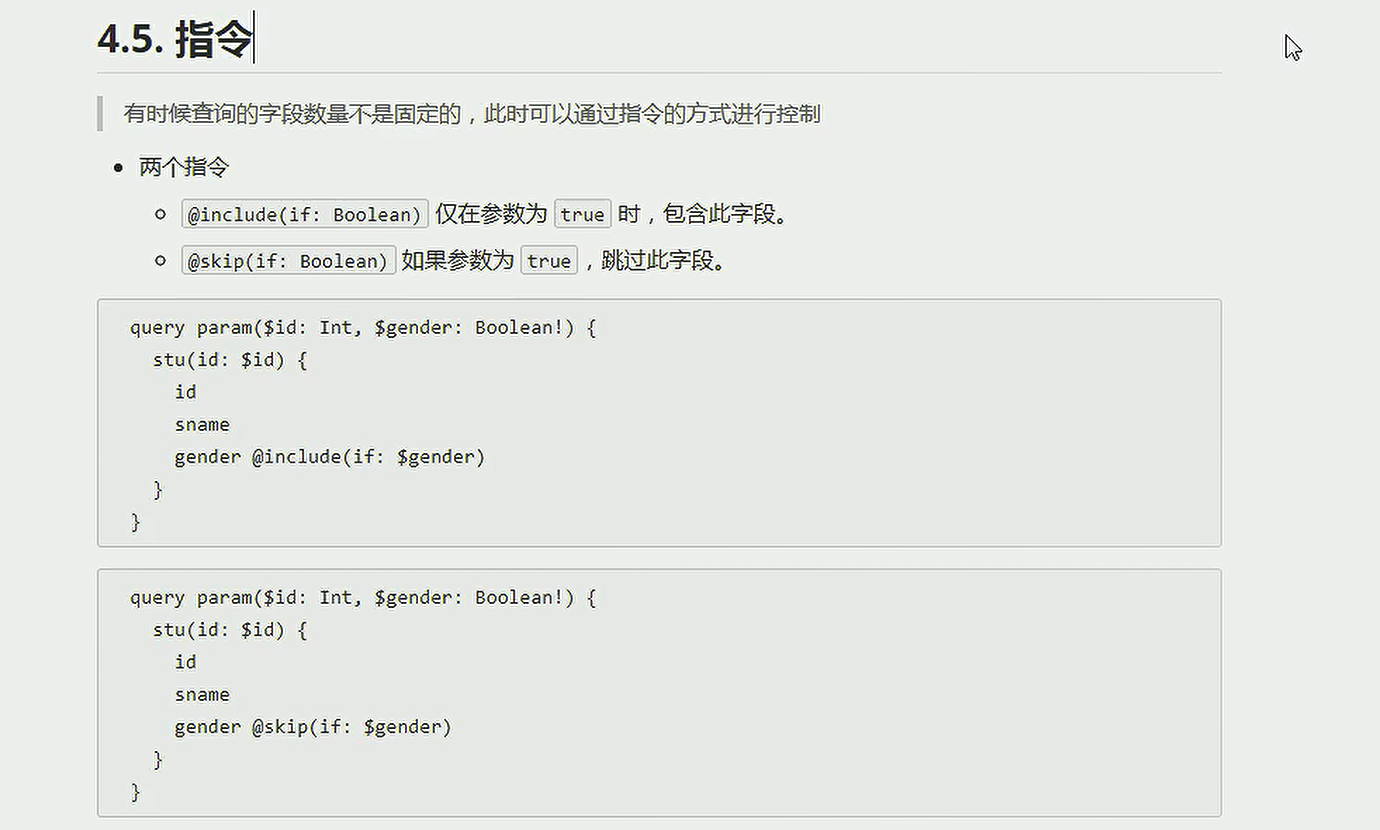 4.5. 指令
有时候查询的字段数量不是固定的，此时可以通过指令的方式进行控制
两个指令
@include(if: Boolean) 仅在参数为 true 时，包含此字段。
@skip(if: Boolean) 如果参数为 true ，跳过此字段。
query param($id: Int, $gender: Boolean!) {
  stu(id: $id) {
    id
    sname
    gender @include(if: $gender)
  }
}
query param($id: Int, $gender: Boolean!) {
  stu(id: $id) {
    id
    sname
    gender @skip(if: $gender)
  }
}